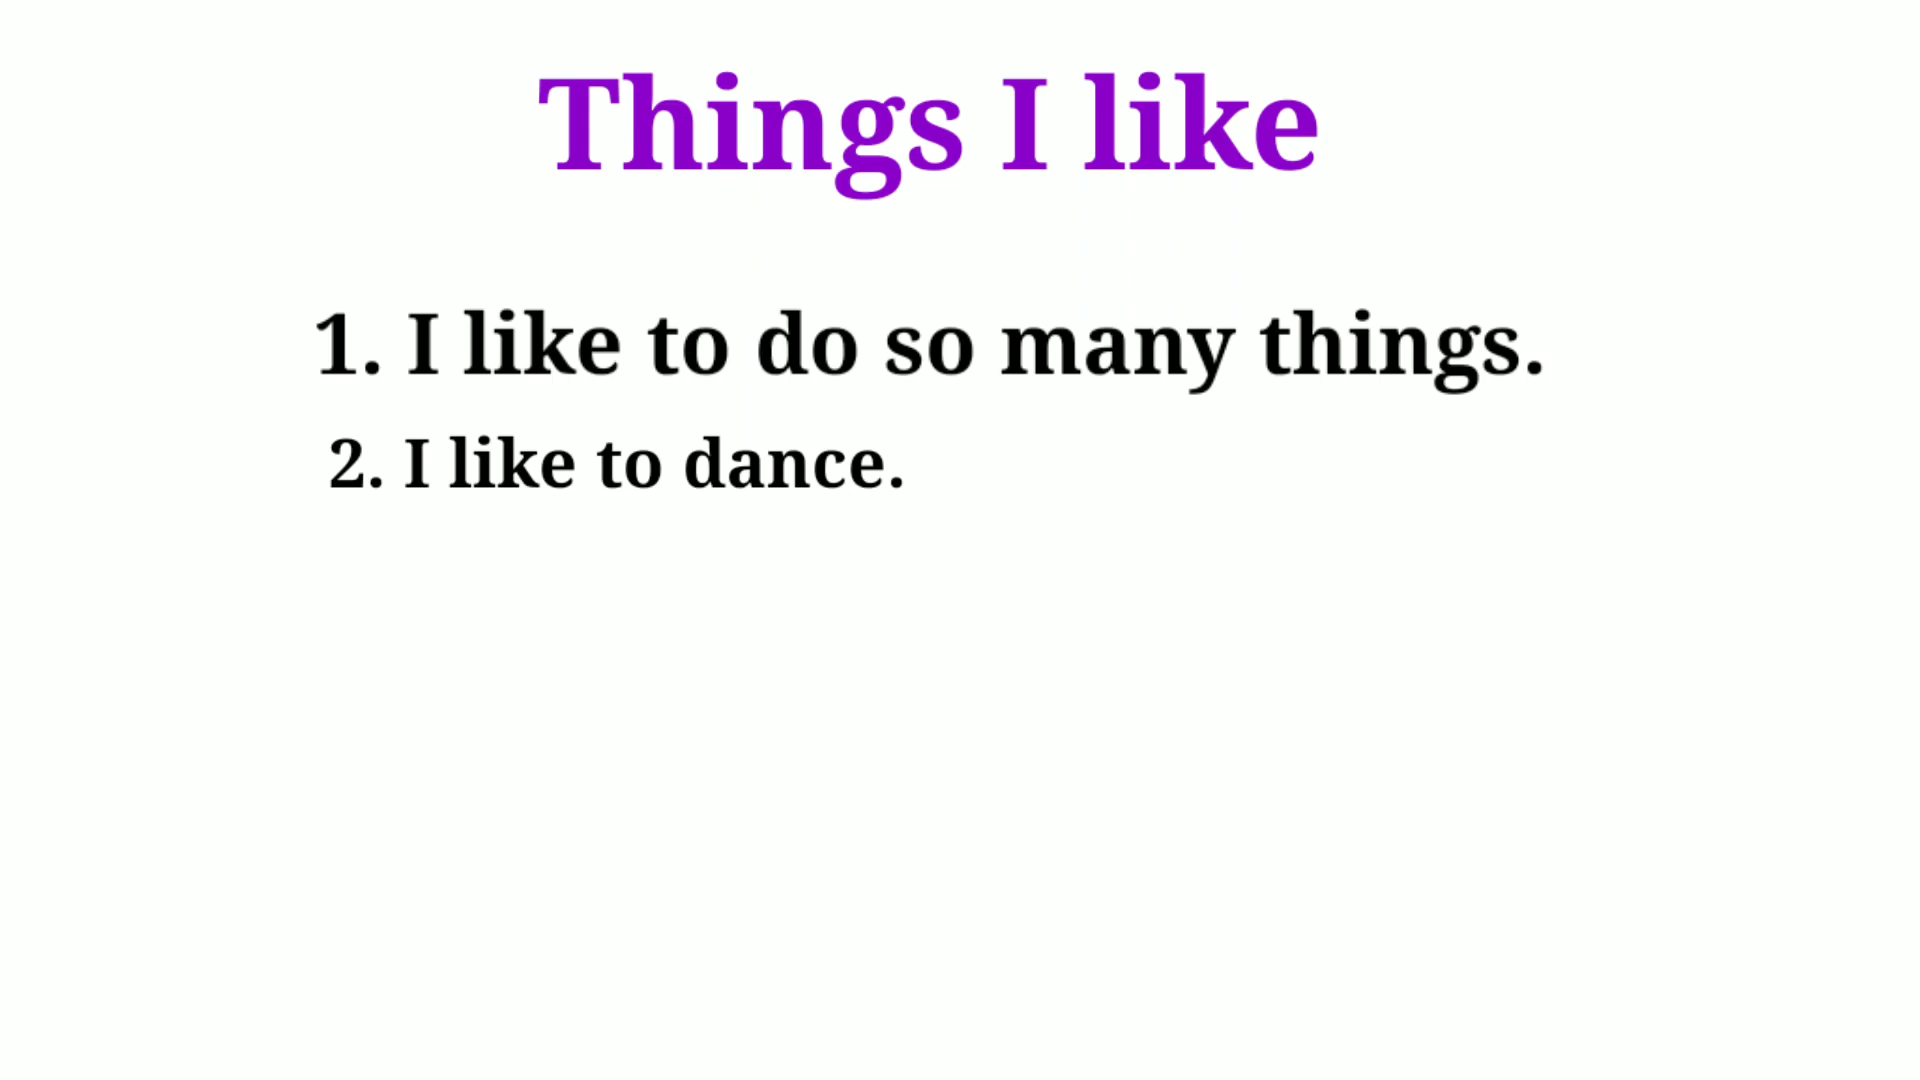 Things I like
1. I like to do so many things.
2. I like to dance.